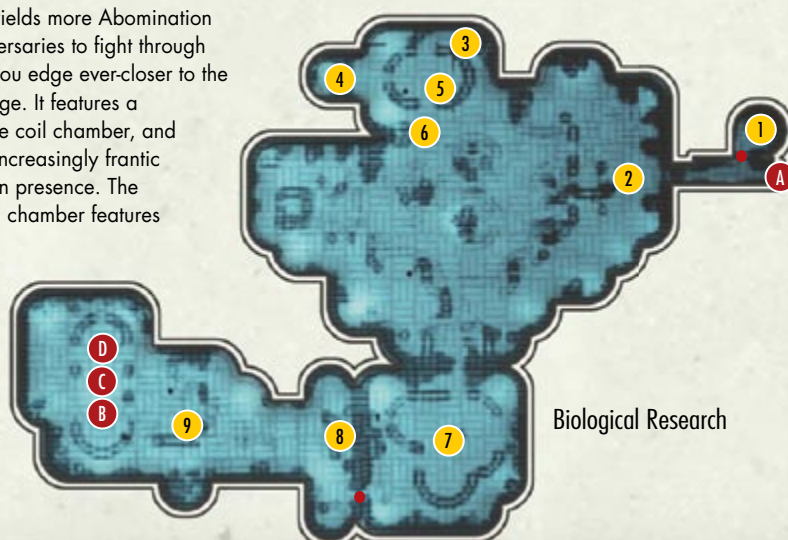 ields more Abomination
ersaries to fight through
ou edge ever-closer to the
ge. It features a
e coil chamber, and
ncreasingly frantic
n presence. The
chamber features
3
4
5
6
1
2
A
D
C
B
9
8
7
Biological Research